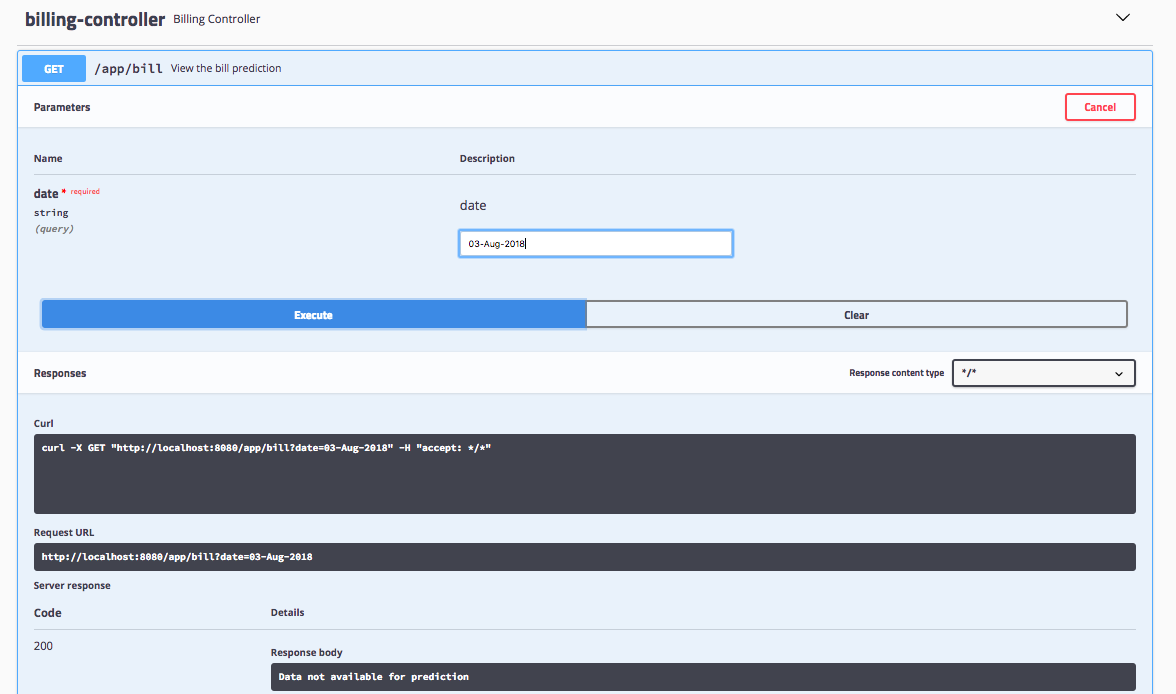 billing-controller Billing Controller
GET /app/bill View the bill prediction
Parameters Cancel
Name Description
date * required
string
(query)
date
03-Aug-2018
Execute Clear
Responses Response content type */*
Curl
curl -X GET "http://localhost:8080/app/bill?date=03-Aug-2018" -H "accept: */*"
Request URL
http://localhost:8080/app/bill?date=03-Aug-2018
Server response
Code Details
200
Response body
Data not available for prediction